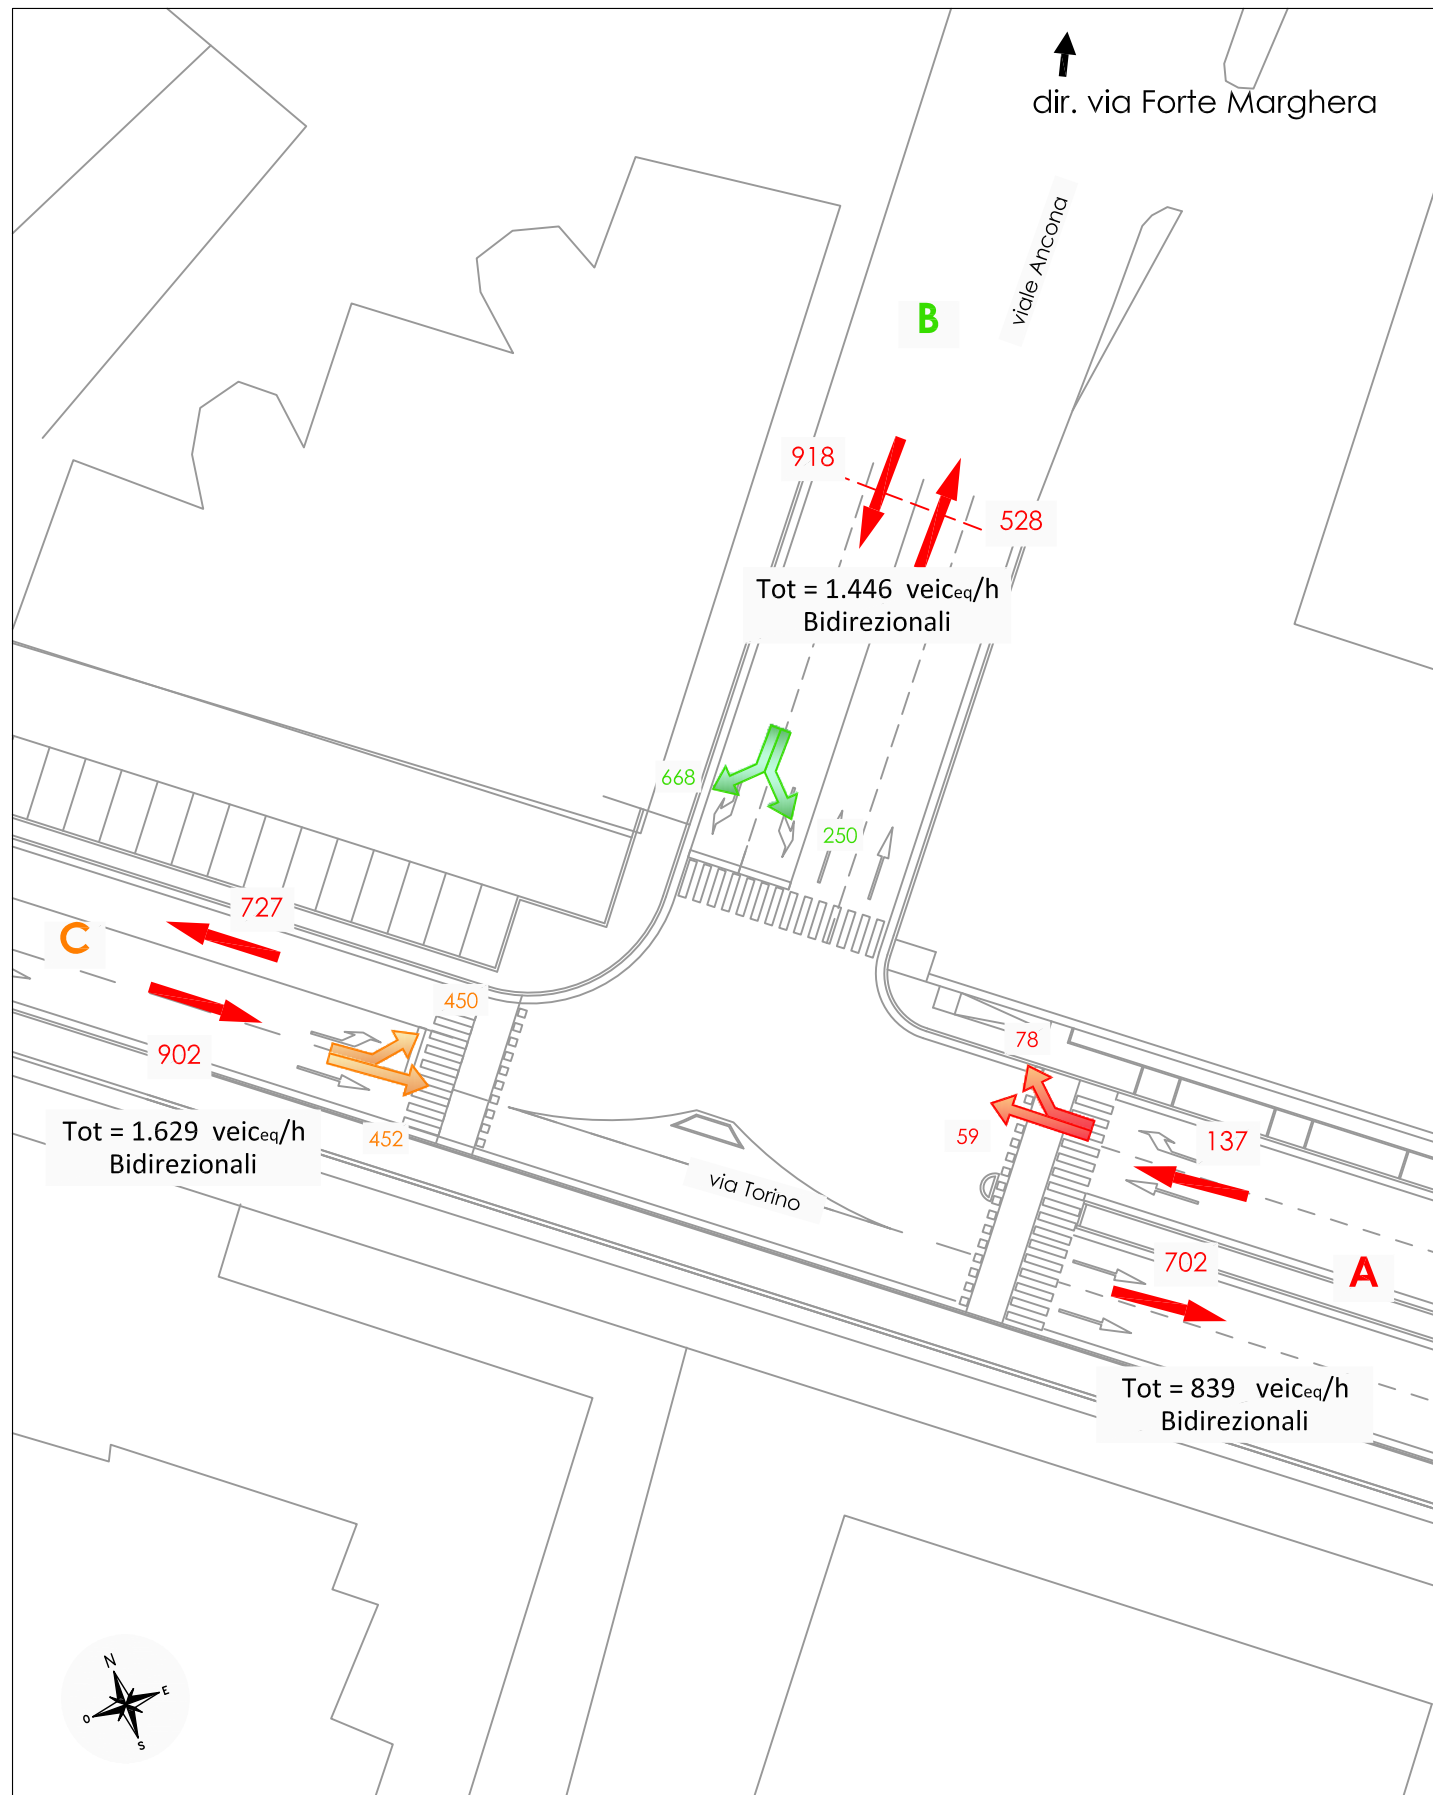 dir. via Forte Marghera
viale Ancona
B
918
528
Tot = 1.446 veiceq/h
Bidirezionali
668
250
727
C
450
902
452
Tot = 1.629 veiceq/h
Bidirezionali
78
59
137
via Torino
702
A
Tot = 839 veiceq/h
Bidirezionali
N
E
O
S